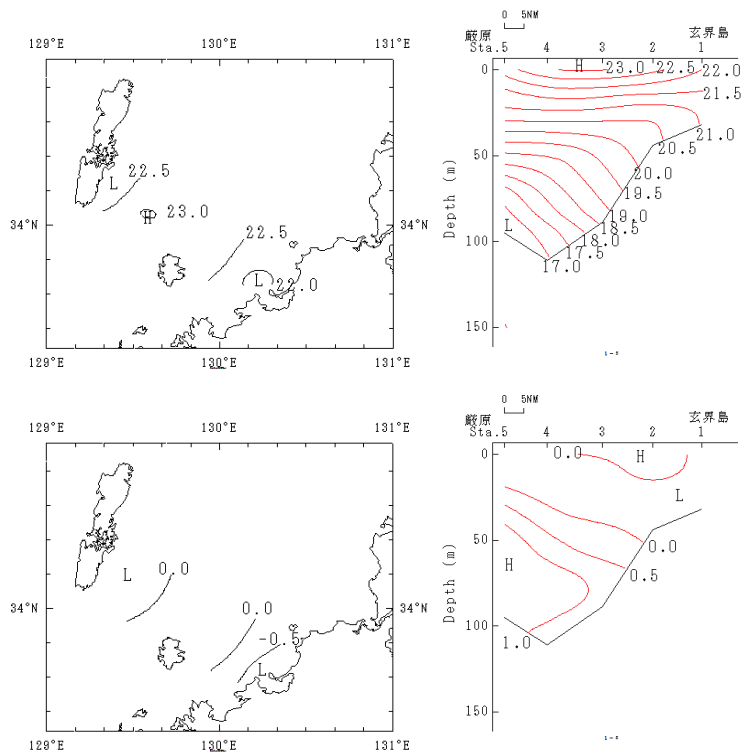 129°E 130°E 131°E
0 5NM
厳原 玄界島
Sta.5 4 3 2 1
H 23.0 22.5 22.0
21.5
21.0
20.5
20.0
19.5
19.0
18.5
18.0
17.5
17.0
L
0
50
100
150
Depth (m)
22.5
L
H 23.0
34°N 34°N
22.5
L 22.0
129°E 130°E 131°E
129°E 130°E 131°E
0 5NM
厳原 玄界島
Sta.5 4 3 2 1
0.0 H
L
0.0
0.5
H
1.0
0
50
100
150
Depth (m)
L 0.0
34°N 34°N
0.0
-0.5
L
129°E 130°E 131°E